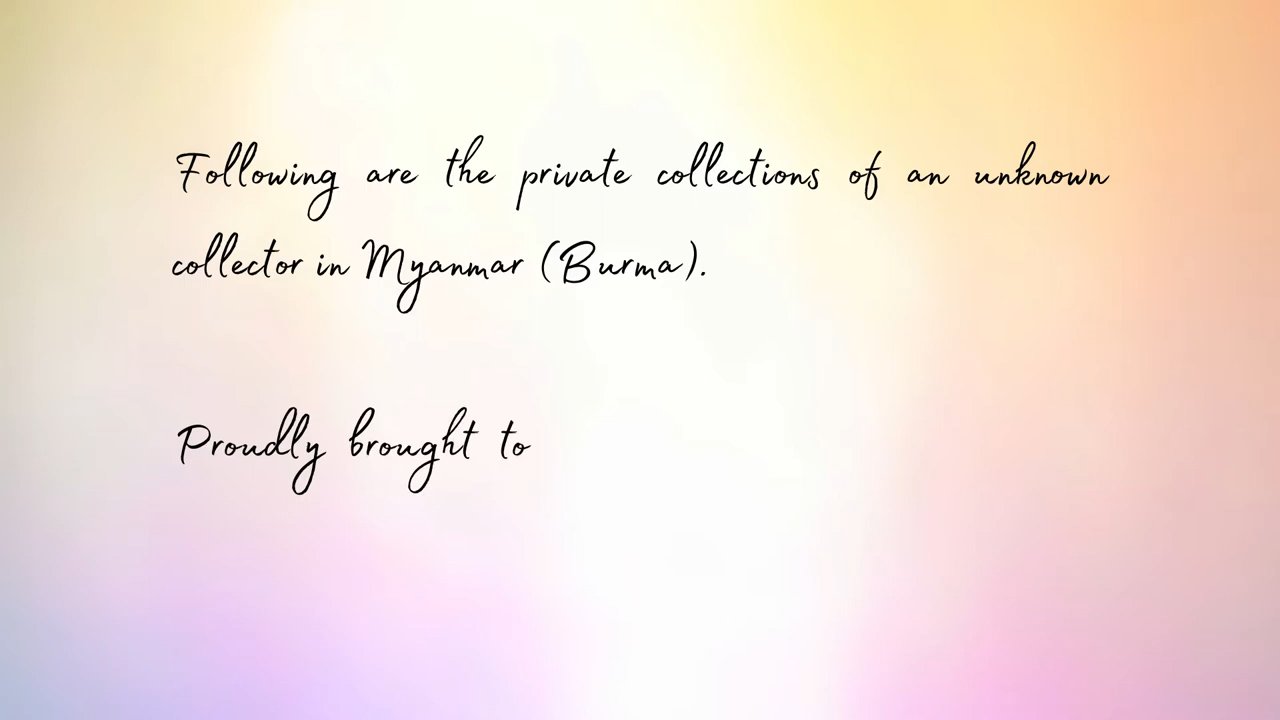 Following are the private collections of an unknown
collector in Myanmar (Burma).
Proudly brought to